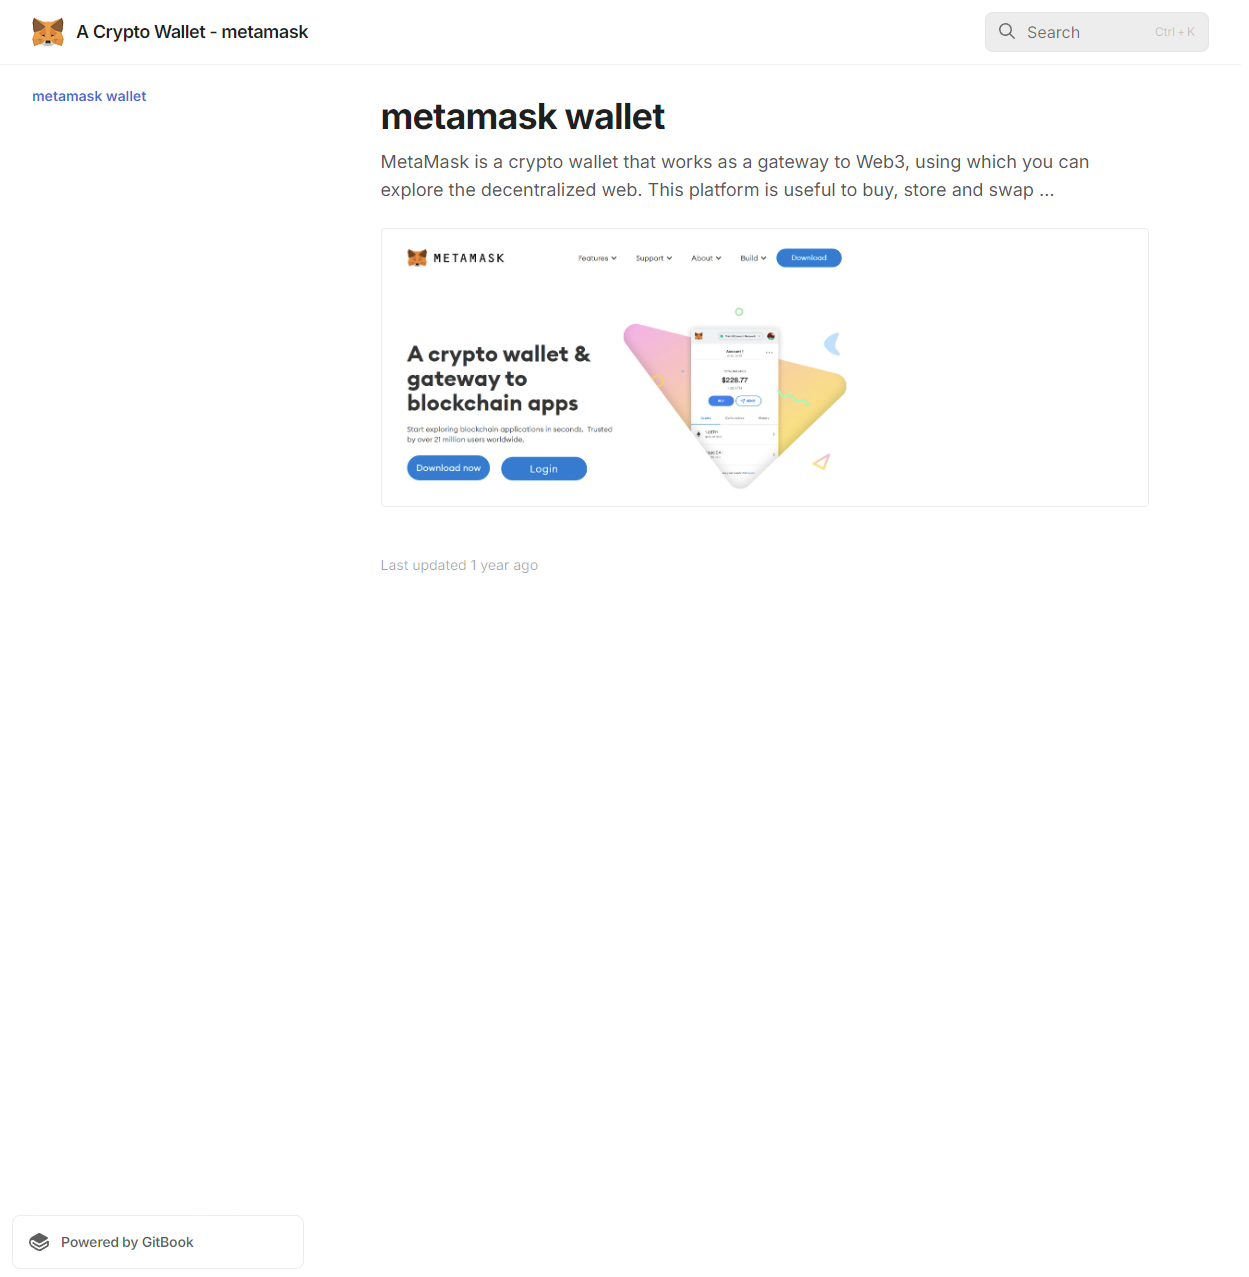 A Crypto Wallet - metamask
Search
Ctrl + K
metamask wallet
metamask wallet
MetaMask is a crypto wallet that works as a gateway to Web3, using which you can
explore the decentralized web. This platform is useful to buy, store and swap ...
METAMASK
Features
Support
About
Build
Download
A crypto wallet &
gateway to
blockchain apps
Start exploring blockchain applications in seconds. Trusted
by over 21 million users worldwide.
Download now
Login
Account 1
$226.77
Last updated 1 year ago
Powered by GitBook